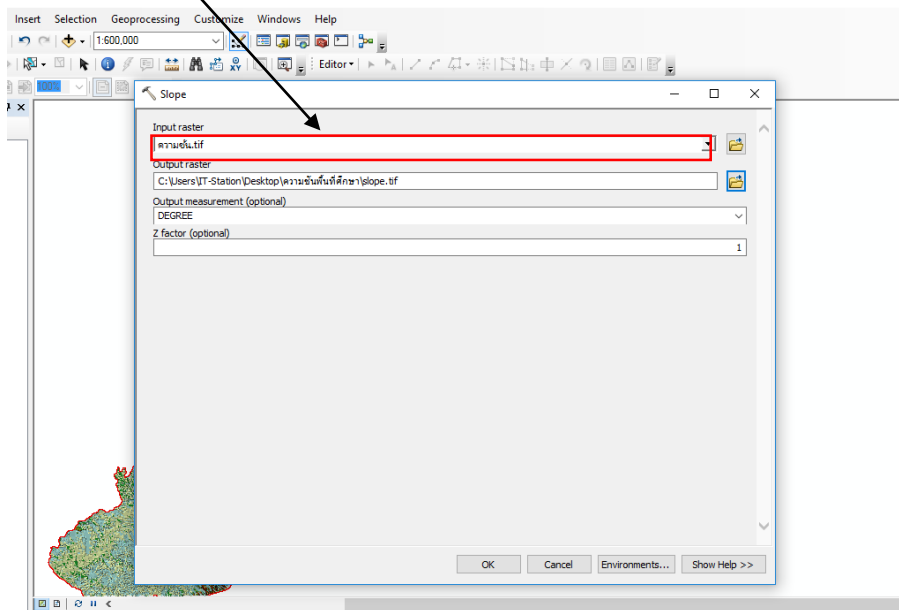 Insert Selection Geoprocessing Customize Windows Help
1:600,000
Editor
100%
Slope
Input raster
ความชัน.tif
Output raster
C:\Users\IT-Station\Desktop\ความชันพื้นที่ศึกษา\slope.tif
Output measurement (optional)
DEGREE
Z factor (optional)
1
OK Cancel Environments... Show Help >>